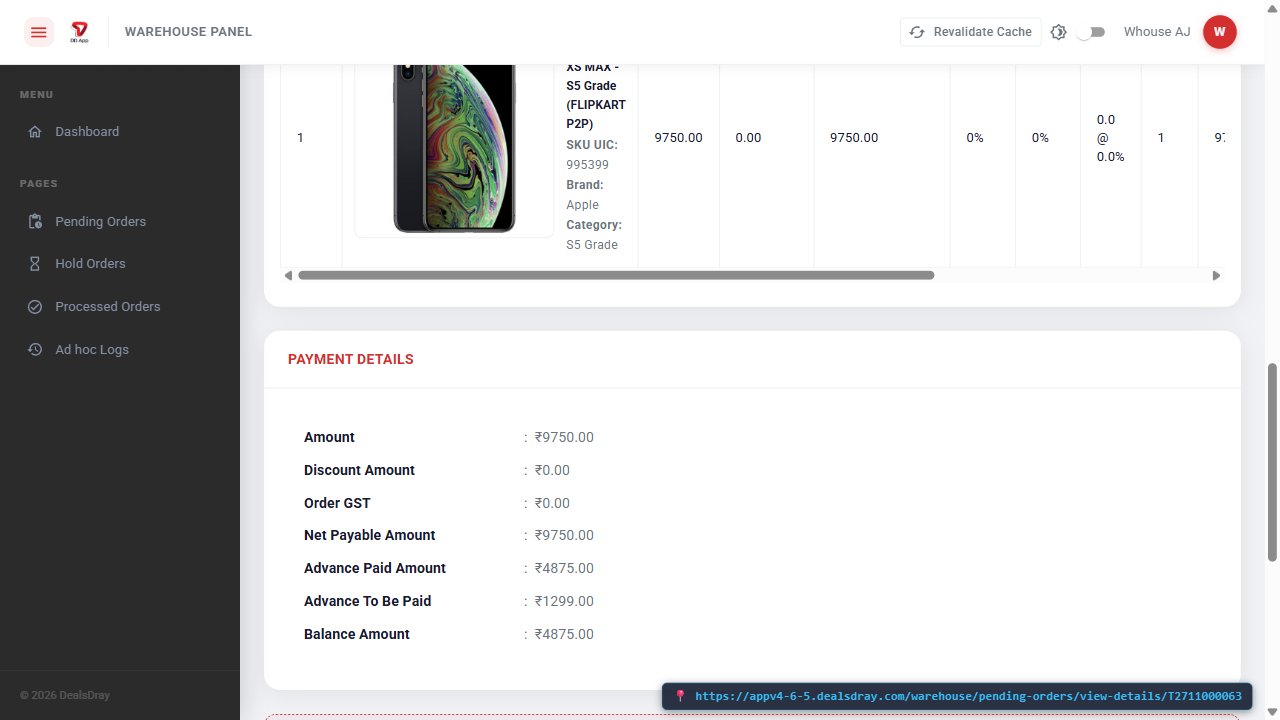 DD App
WAREHOUSE PANEL
Revalidate Cache
Whouse AJ
W
MENU
Dashboard
PAGES
Pending Orders
Hold Orders
Processed Orders
Ad hoc Logs
© 2026 DealsDray
1
XS MAX -
S5 Grade
(FLIPKART
P2P)
SKU UIC:
995399
Brand:
Apple
Category:
S5 Grade
9750.00
0.00
9750.00
0%
0%
0.0
@
0.0%
1
PAYMENT DETAILS
Amount : ₹9750.00
Discount Amount : ₹0.00
Order GST : ₹0.00
Net Payable Amount : ₹9750.00
Advance Paid Amount : ₹4875.00
Advance To Be Paid : ₹1299.00
Balance Amount : ₹4875.00
https://appv4-6-5.dealsdray.com/warehouse/pending-orders/view-details/T2711000063